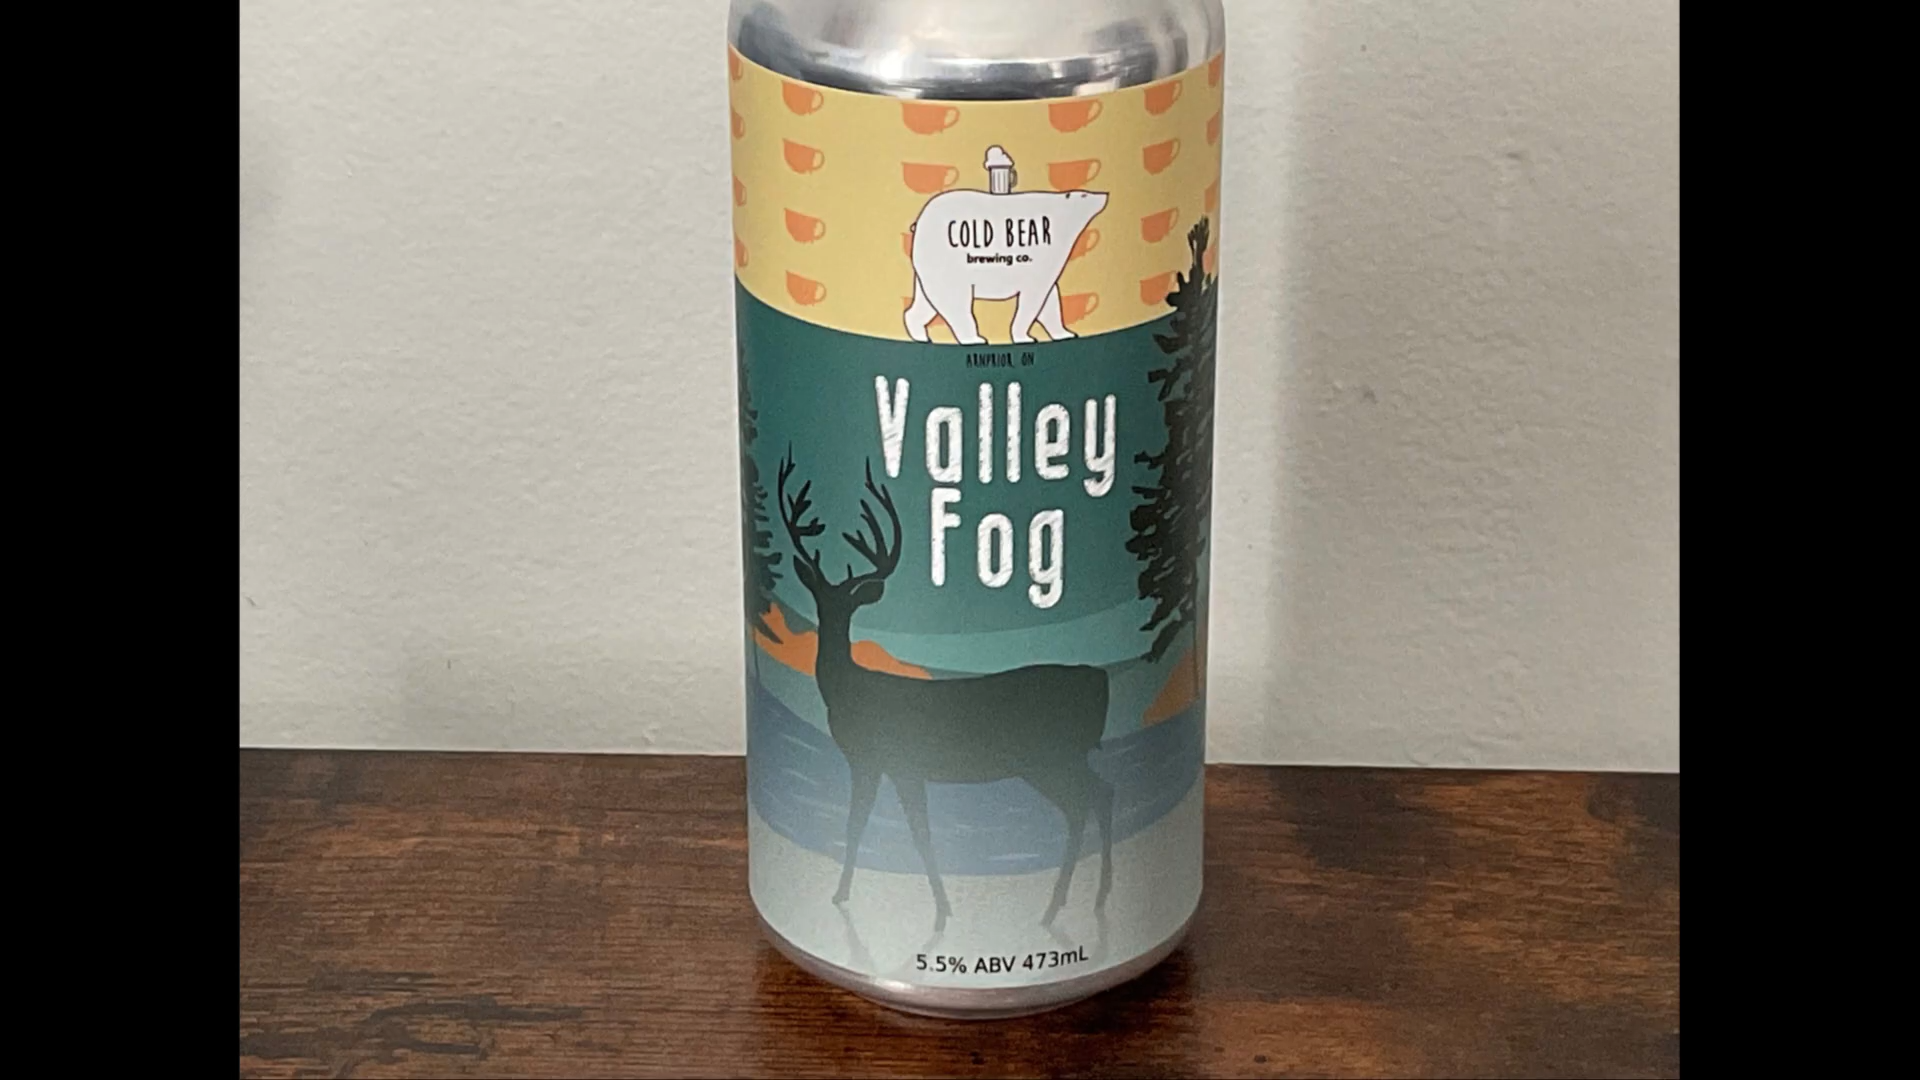 COLD BEAR
brewing co.
ARNPRIOR, ON
Valley
Fog
5.5% ABV 473mL